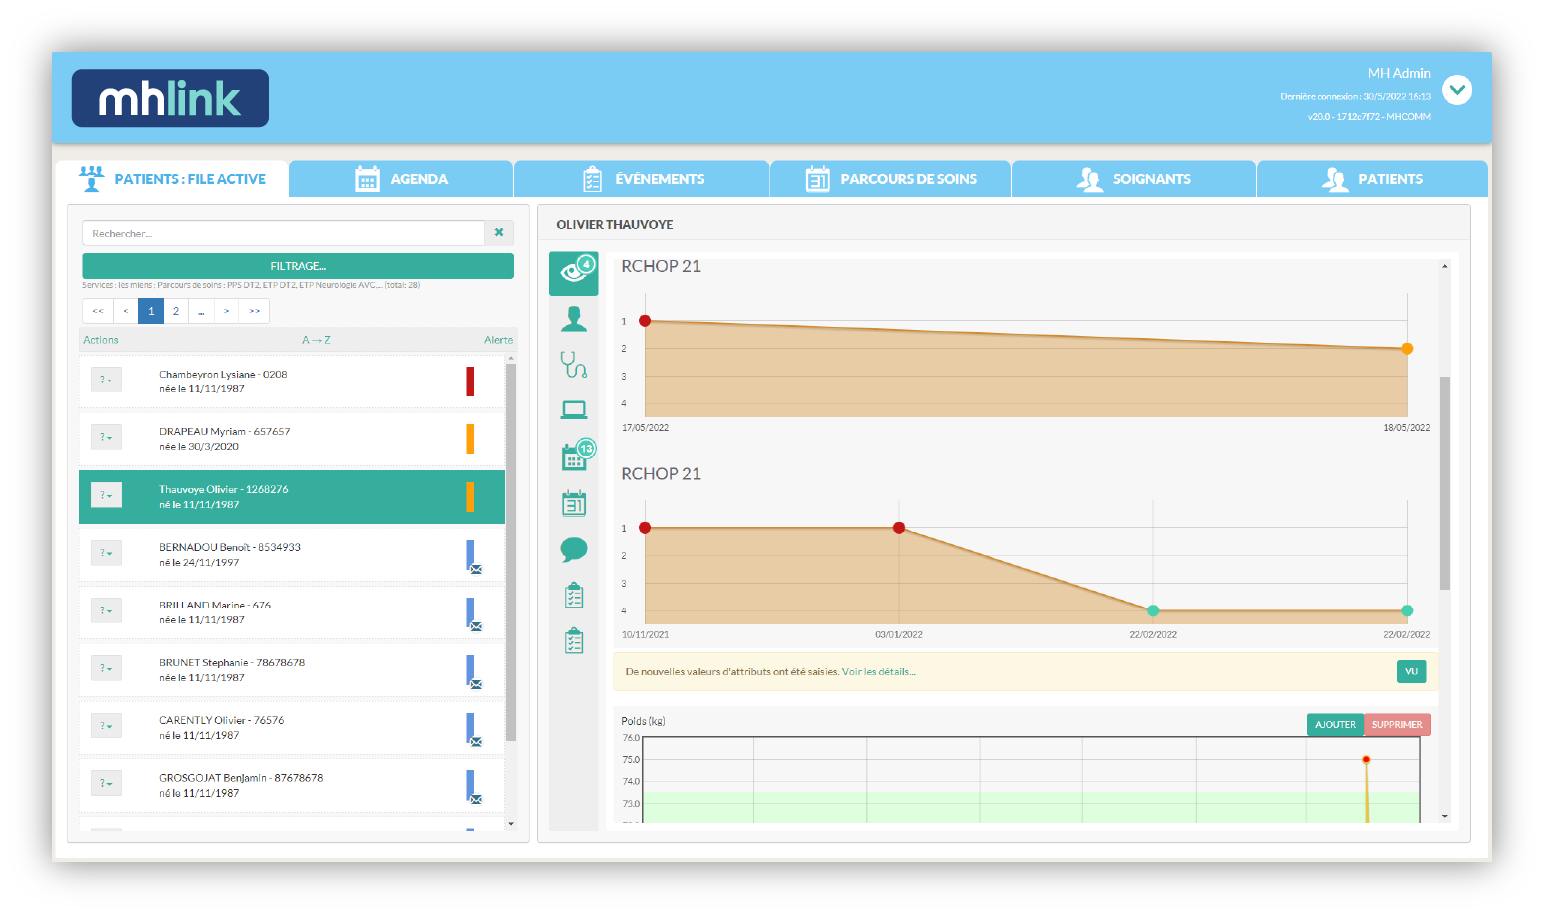 mhlink
MH Admin
Dernière connexion : 30/5/2022 16:13
v20.0 - 1712c7f72 - MHCOMM
PATIENTS : FILE ACTIVE
AGENDA
ÉVÉNEMENTS
31
PARCOURS DE SOINS
SOIGNANTS
PATIENTS
Rechercher...
FILTRAGE...
Services : les miens ; Parcours de soins : PPS DT2, ETP DT2, ETP Neurologie AVC,... (total: 28)
<< < 1 2 ... > >>
Actions A→Z Alerte
? Chambeyron Lysiane - 0208
née le 11/11/1987
? DRAPEAU Myriam - 657657
née le 30/3/2020
? Thauvoye Olivier - 1268276
né le 11/11/1987
? BERNADOU Benoît - 8534933
né le 24/11/1997
? BRILLAND Marine - 676
née le 11/11/1987
? BRUNET Stephanie - 78678678
née le 11/11/1987
? CARENTLY Olivier - 76576
né le 11/11/1987
? GROSGOJAT Benjamin - 87678678
né le 11/11/1987
OLIVIER THAUVOYE
4
13
31
RCHOP 21
1
2
3
4
17/05/2022 18/05/2022
RCHOP 21
1
2
3
4
10/11/2021 03/01/2022 22/02/2022 22/02/2022
De nouvelles valeurs d'attributs ont été saisies. Voir les détails... VU
Poids (kg) AJOUTER SUPPRIMER
76.0
75.0
74.0
73.0